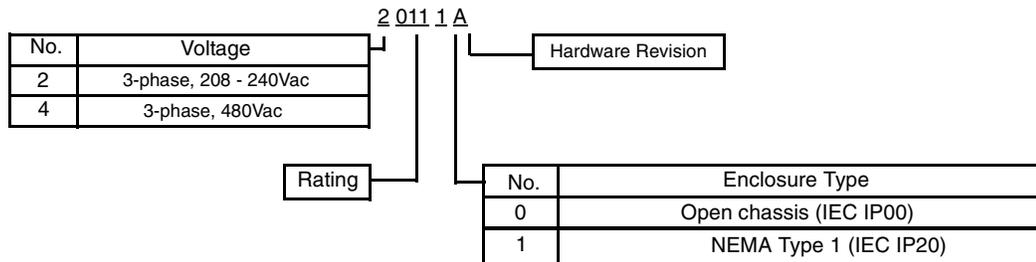 2 011 1 A
No. Voltage
2 3-phase, 208 - 240Vac
4 3-phase, 480Vac
Hardware Revision
Rating
No. Enclosure Type
0 Open chassis (IEC IP00)
1 NEMA Type 1 (IEC IP20)